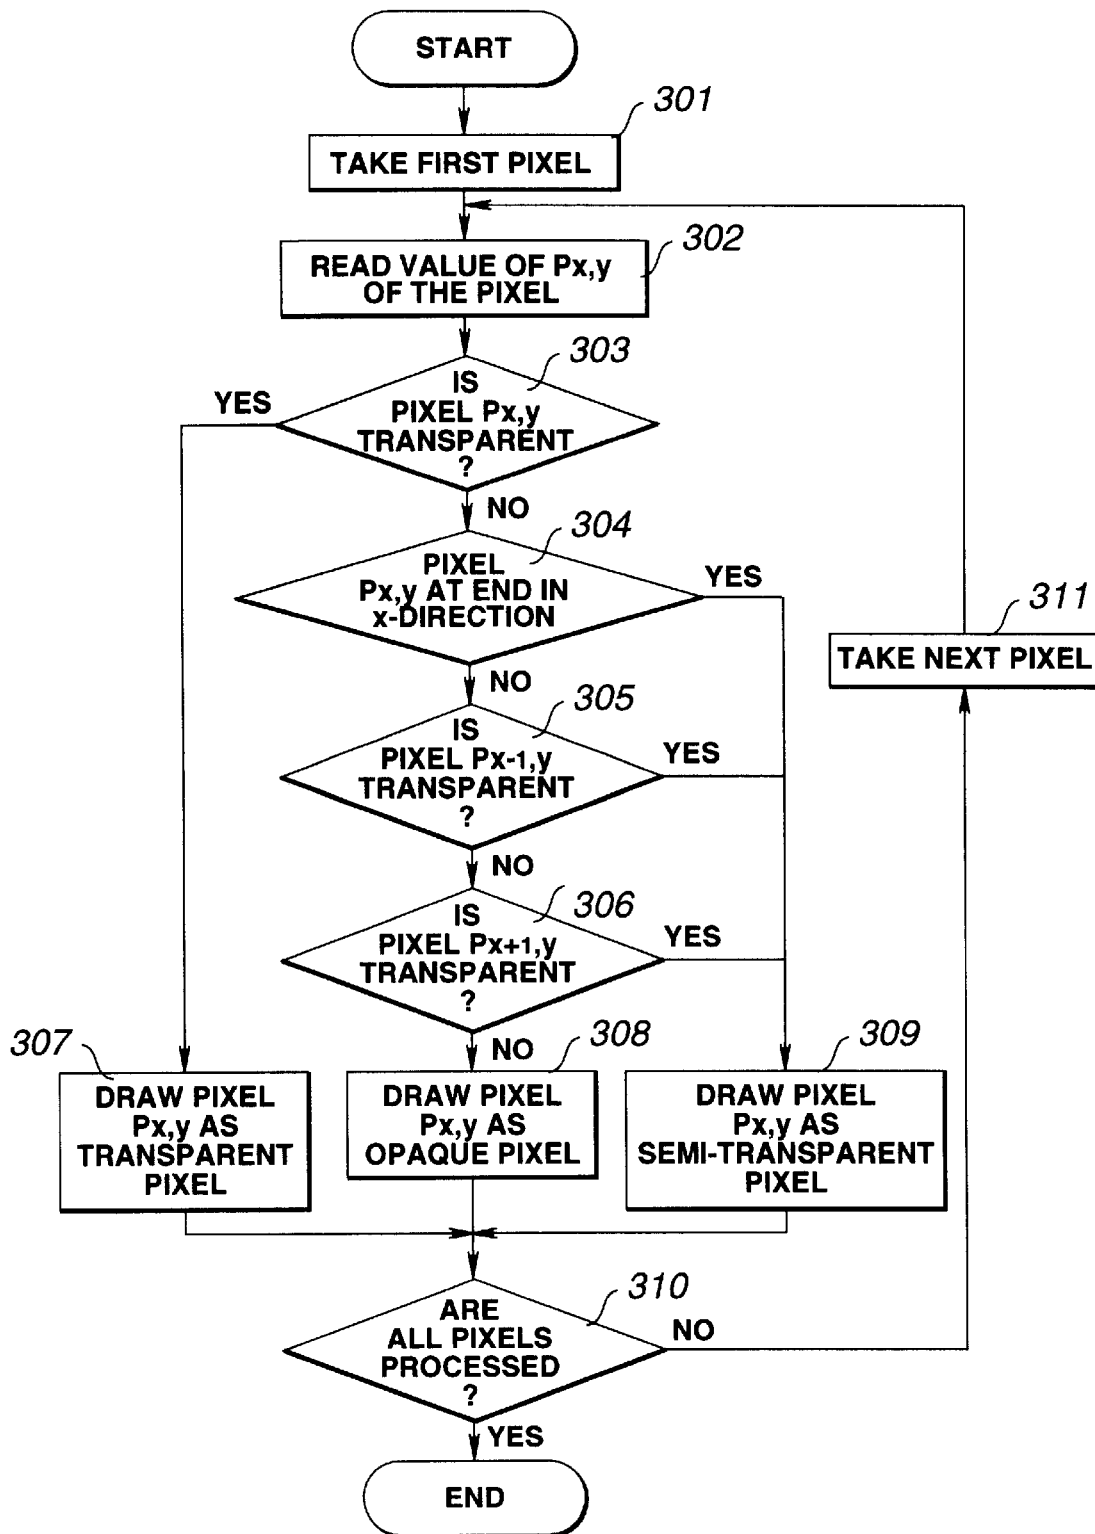 START
301
TAKE FIRST PIXEL
302
READ VALUE OF Px,y
OF THE PIXEL
303
IS
PIXEL Px,y
TRANSPARENT
?
YES
NO
304
PIXEL
Px,y AT END IN
x-DIRECTION
YES
NO
311
TAKE NEXT PIXEL
305
IS
PIXEL Px-1,y
TRANSPARENT
?
YES
NO
306
IS
PIXEL Px+1,y
TRANSPARENT
?
YES
NO
307
DRAW PIXEL
Px,y AS
TRANSPARENT
PIXEL
308
DRAW PIXEL
Px,y AS
OPAQUE PIXEL
309
DRAW PIXEL
Px,y AS
SEMI-TRANSPARENT
PIXEL
310
ARE
ALL PIXELS
PROCESSED
?
NO
YES
END